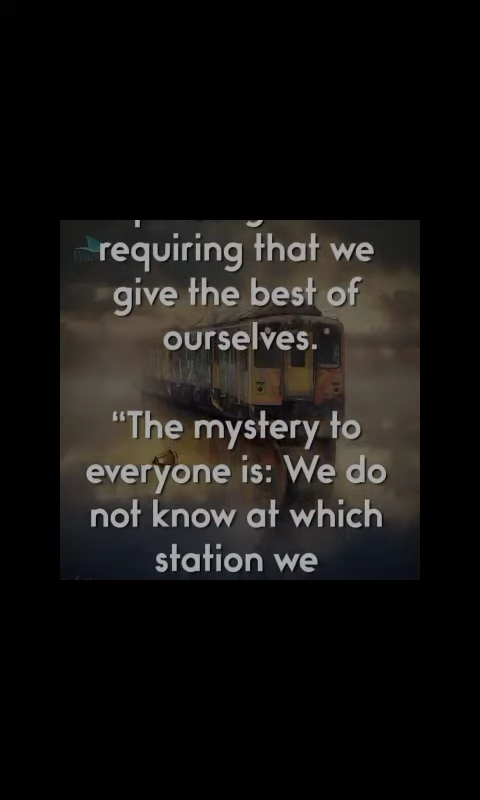 requiring that we
give the best of
ourselves.
“The mystery to
everyone is: We do
not know at which
station we